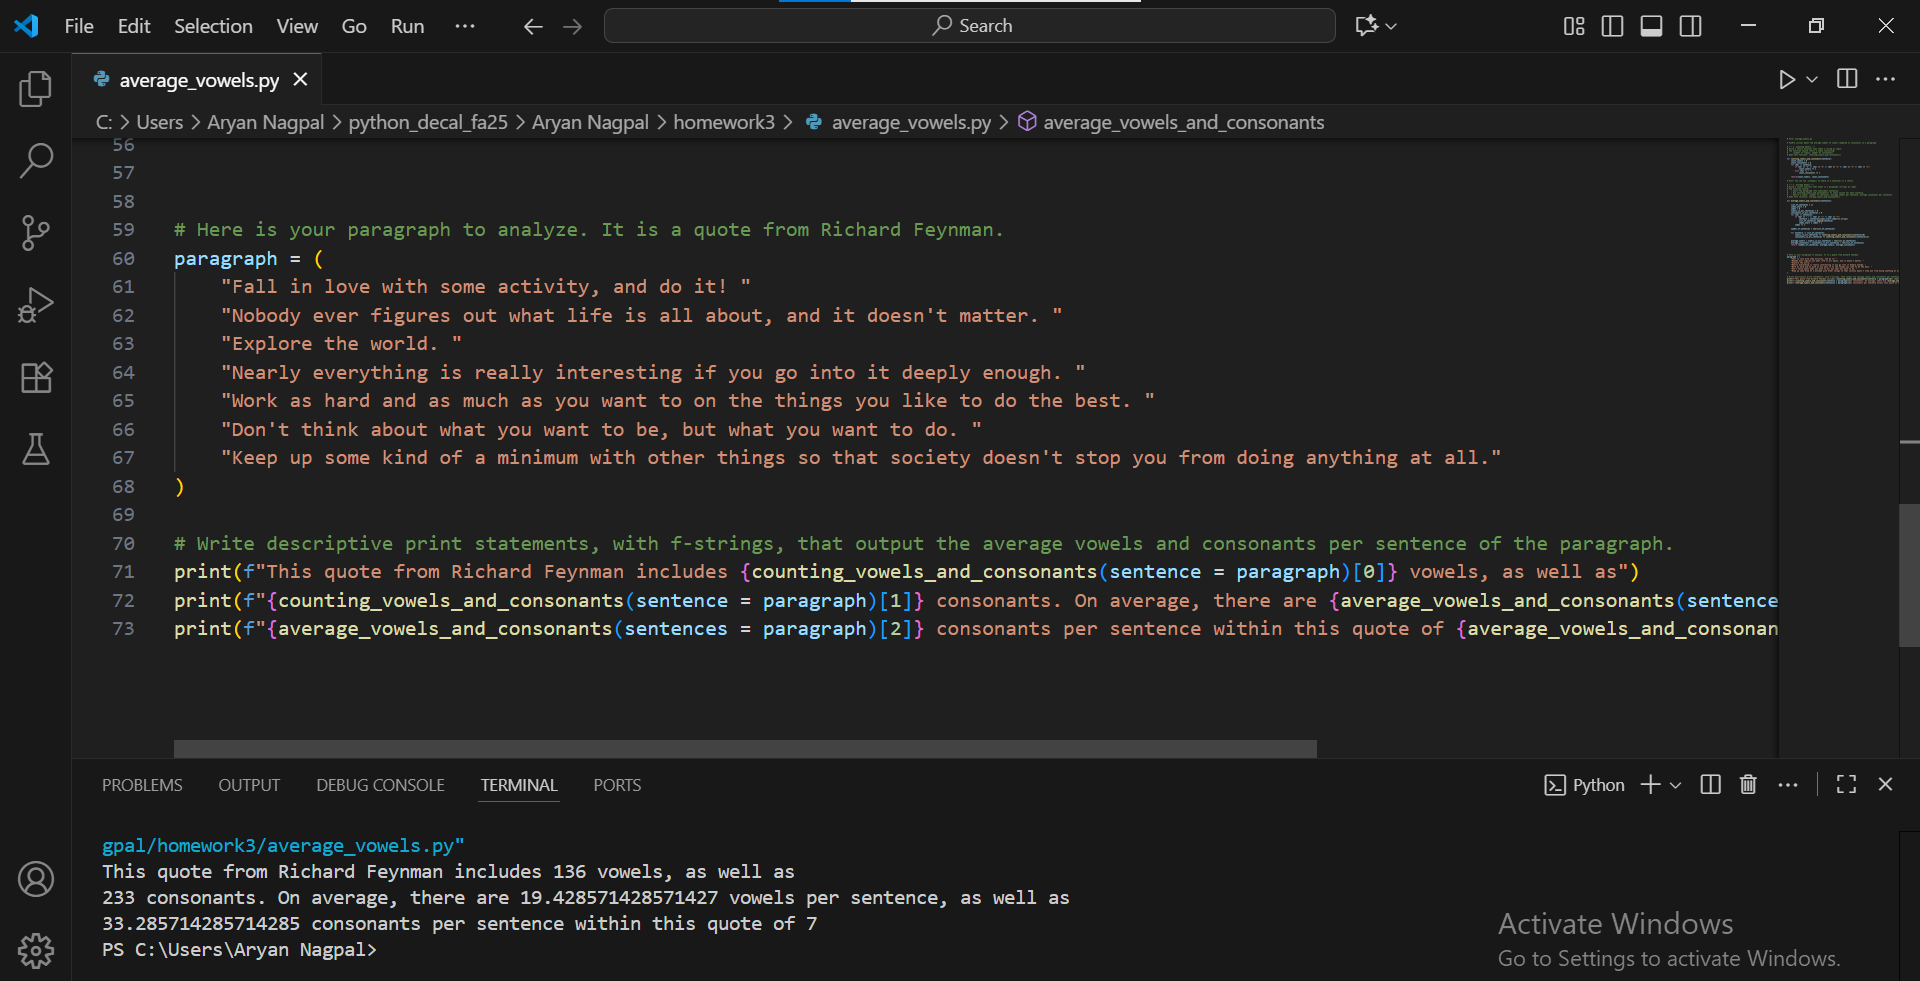 File Edit Selection View Go Run ··· Search
average_vowels.py
C: > Users > Aryan Nagpal > python_decal_fa25 > Aryan Nagpal > homework3 > average_vowels.py > average_vowels_and_consonants
56
57
58
59 # Here is your paragraph to analyze. It is a quote from Richard Feynman.
60 paragraph = (
61 "Fall in love with some activity, and do it! "
62 "Nobody ever figures out what life is all about, and it doesn't matter. "
63 "Explore the world. "
64 "Nearly everything is really interesting if you go into it deeply enough. "
65 "Work as hard and as much as you want to on the things you like to do the best. "
66 "Don't think about what you want to be, but what you want to do. "
67 "Keep up some kind of a minimum with other things so that society doesn't stop you from doing anything at all."
68 )
69
70 # Write descriptive print statements, with f-strings, that output the average vowels and consonants per sentence of the paragraph.
71 print(f"This quote from Richard Feynman includes {counting_vowels_and_consonants(sentence = paragraph)[0]} vowels, as well as")
72 print(f"{counting_vowels_and_consonants(sentence = paragraph)[1]} consonants. On average, there are {average_vowels_and_consonants(sentence
73 print(f"{average_vowels_and_consonants(sentences = paragraph)[2]} consonants per sentence within this quote of {average_vowels_and_consonan
PROBLEMS OUTPUT DEBUG CONSOLE TERMINAL PORTS Python
gpal/homework3/average_vowels.py"
This quote from Richard Feynman includes 136 vowels, as well as
233 consonants. On average, there are 19.428571428571427 vowels per sentence, as well as
33.285714285714285 consonants per sentence within this quote of 7
PS C:\Users\Aryan Nagpal>
Activate Windows
Go to Settings to activate Windows.